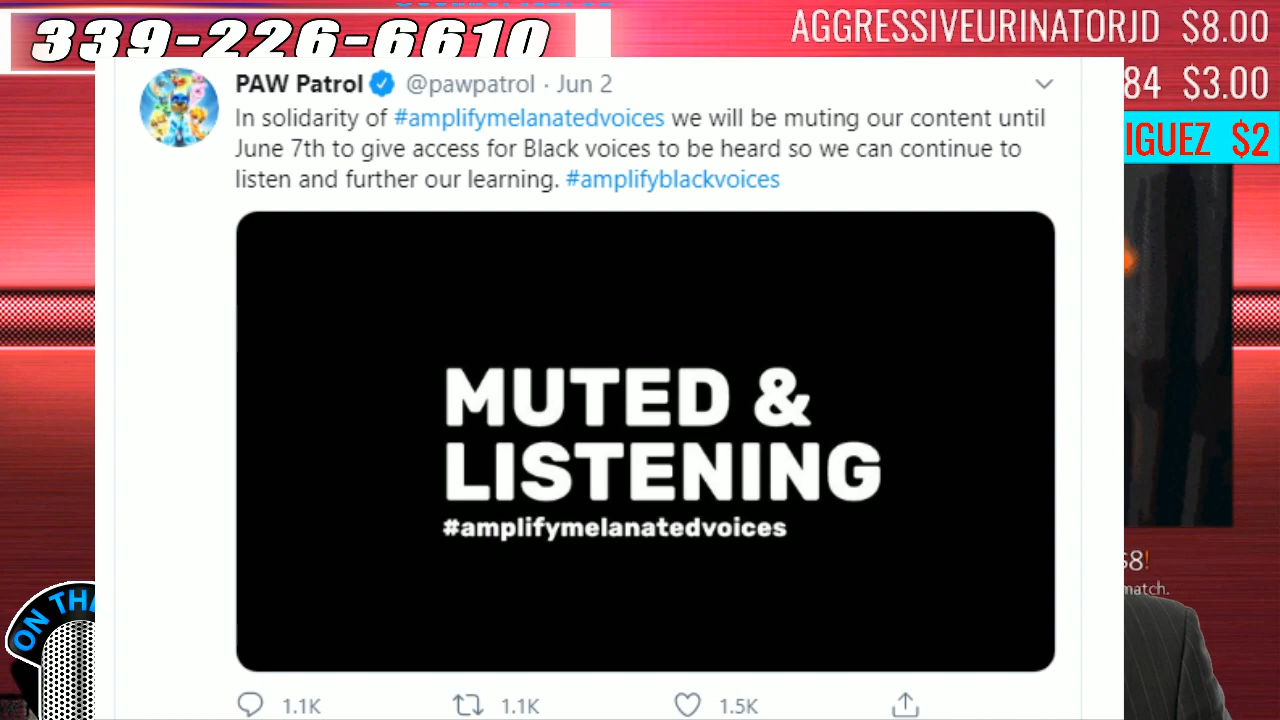 339-226-6610
AGGRESSIVEURINATORJD $8.00
84 $3.00
IGUEZ $2
PAW Patrol @pawpatrol · Jun 2
In solidarity of #amplifymelanatedvoices we will be muting our content until
June 7th to give access for Black voices to be heard so we can continue to
listen and further our learning. #amplifyblackvoices
MUTED &
LISTENING
#amplifymelanatedvoices
$8!
match.
ON THE
1.1K 1.1K 1.5K